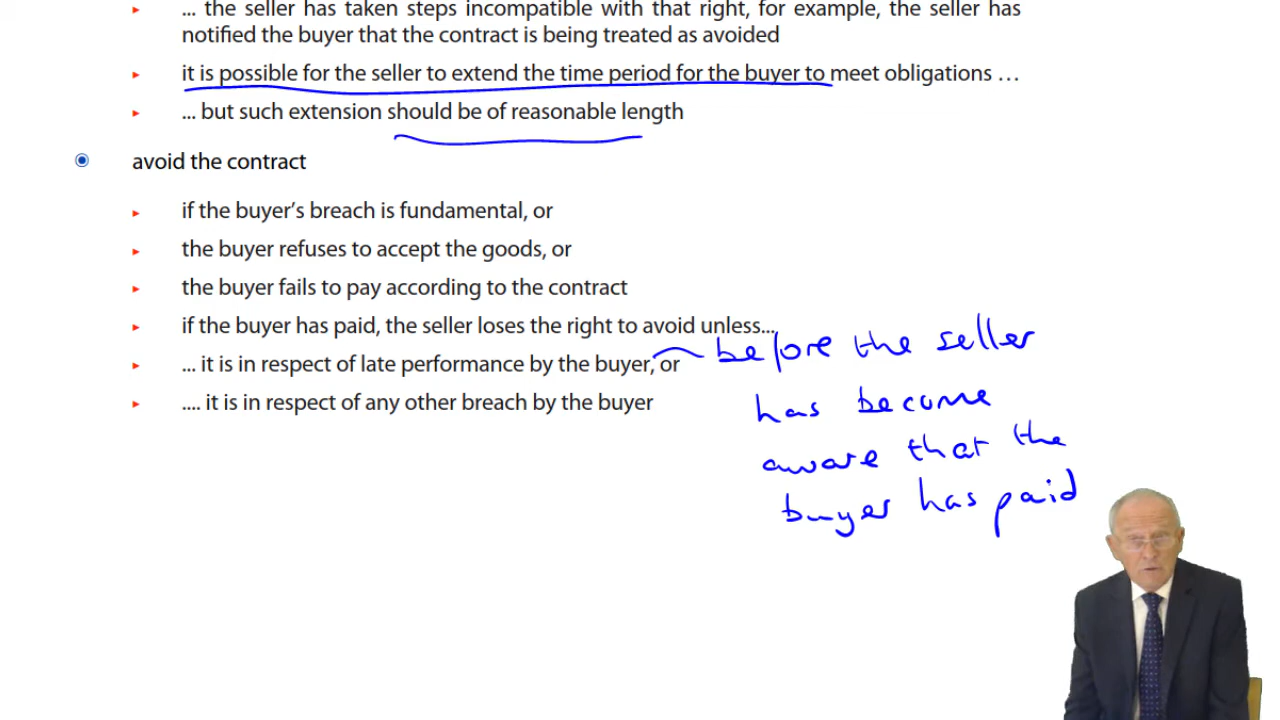 ... the seller has taken steps incompatible with that right, for example, the seller has
notified the buyer that the contract is being treated as avoided
it is possible for the seller to extend the time period for the buyer to meet obligations …
... but such extension should be of reasonable length
avoid the contract
if the buyer’s breach is fundamental, or
the buyer refuses to accept the goods, or
the buyer fails to pay according to the contract
if the buyer has paid, the seller loses the right to avoid unless...
... it is in respect of late performance by the buyer, or
.... it is in respect of any other breach by the buyer
before the seller
has become
aware that the
buyer has paid